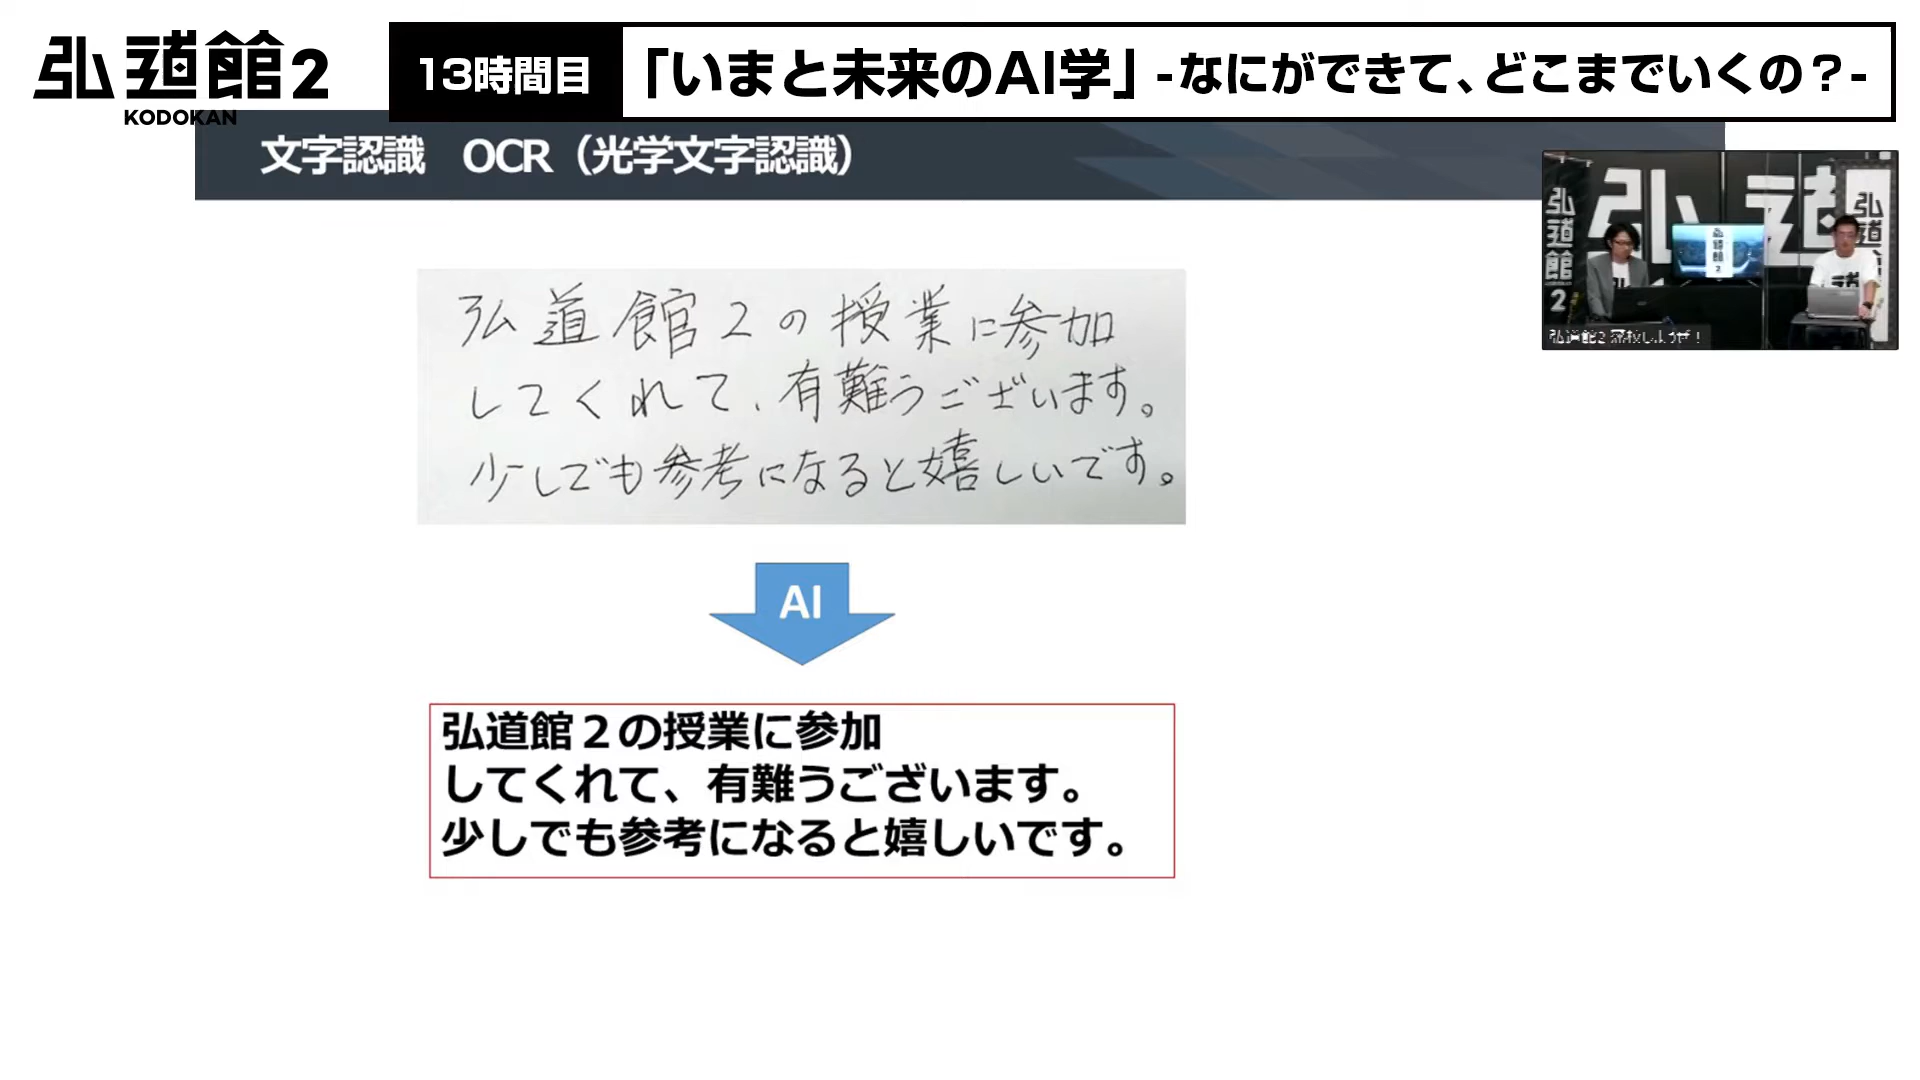 弘道館2
KODOKAN
13時間目
「いまと未来のAI学」-なにができて、どこまでいくの？-
文字認識 OCR（光学文字認識）
弘道館２の授業に参加
してくれて、有難うございます。
少しでも参考になると嬉しいです。
AI
弘道館２の授業に参加
してくれて、有難うございます。
少しでも参考になると嬉しいです。
弘道
弘道館2
弘道館2
弘道